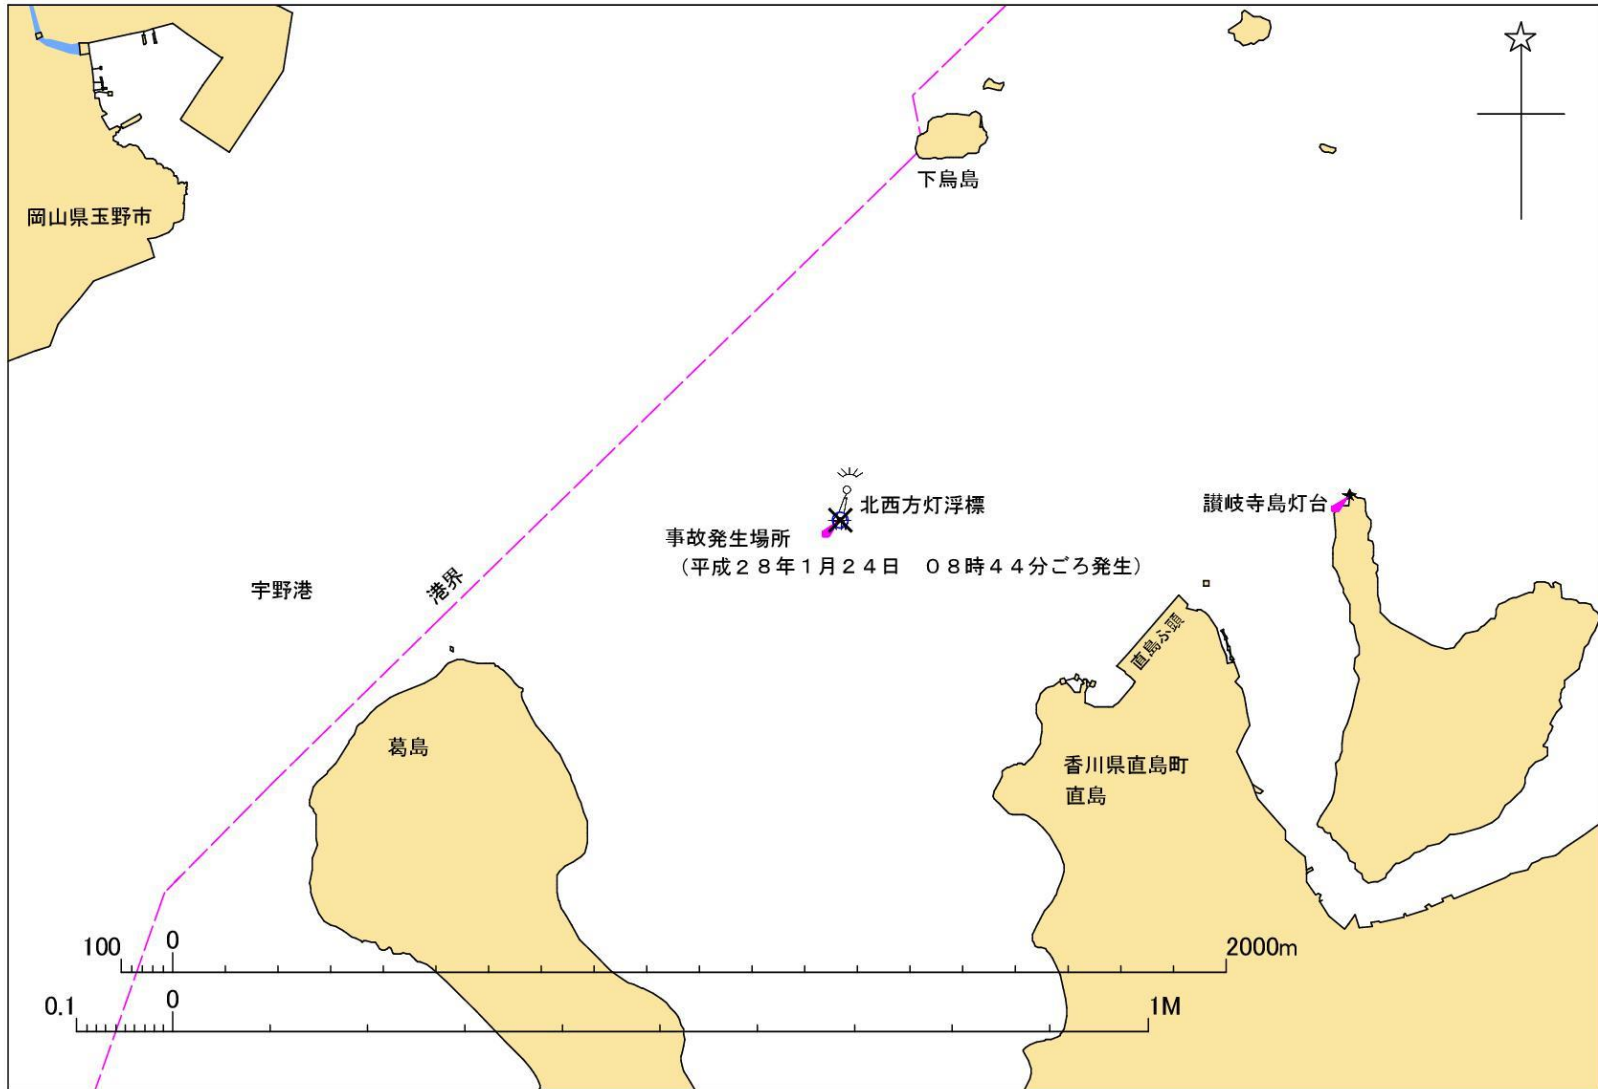 下烏島
岡山県玉野市
北西方灯浮標
讃岐寺島灯台
事故発生場所
（平成２８年１月２４日　０８時４４分ごろ発生）
宇野港
港界
直島ふ頭
葛島
香川県直島町
直島
100 0 2000m
0.1 0 1M